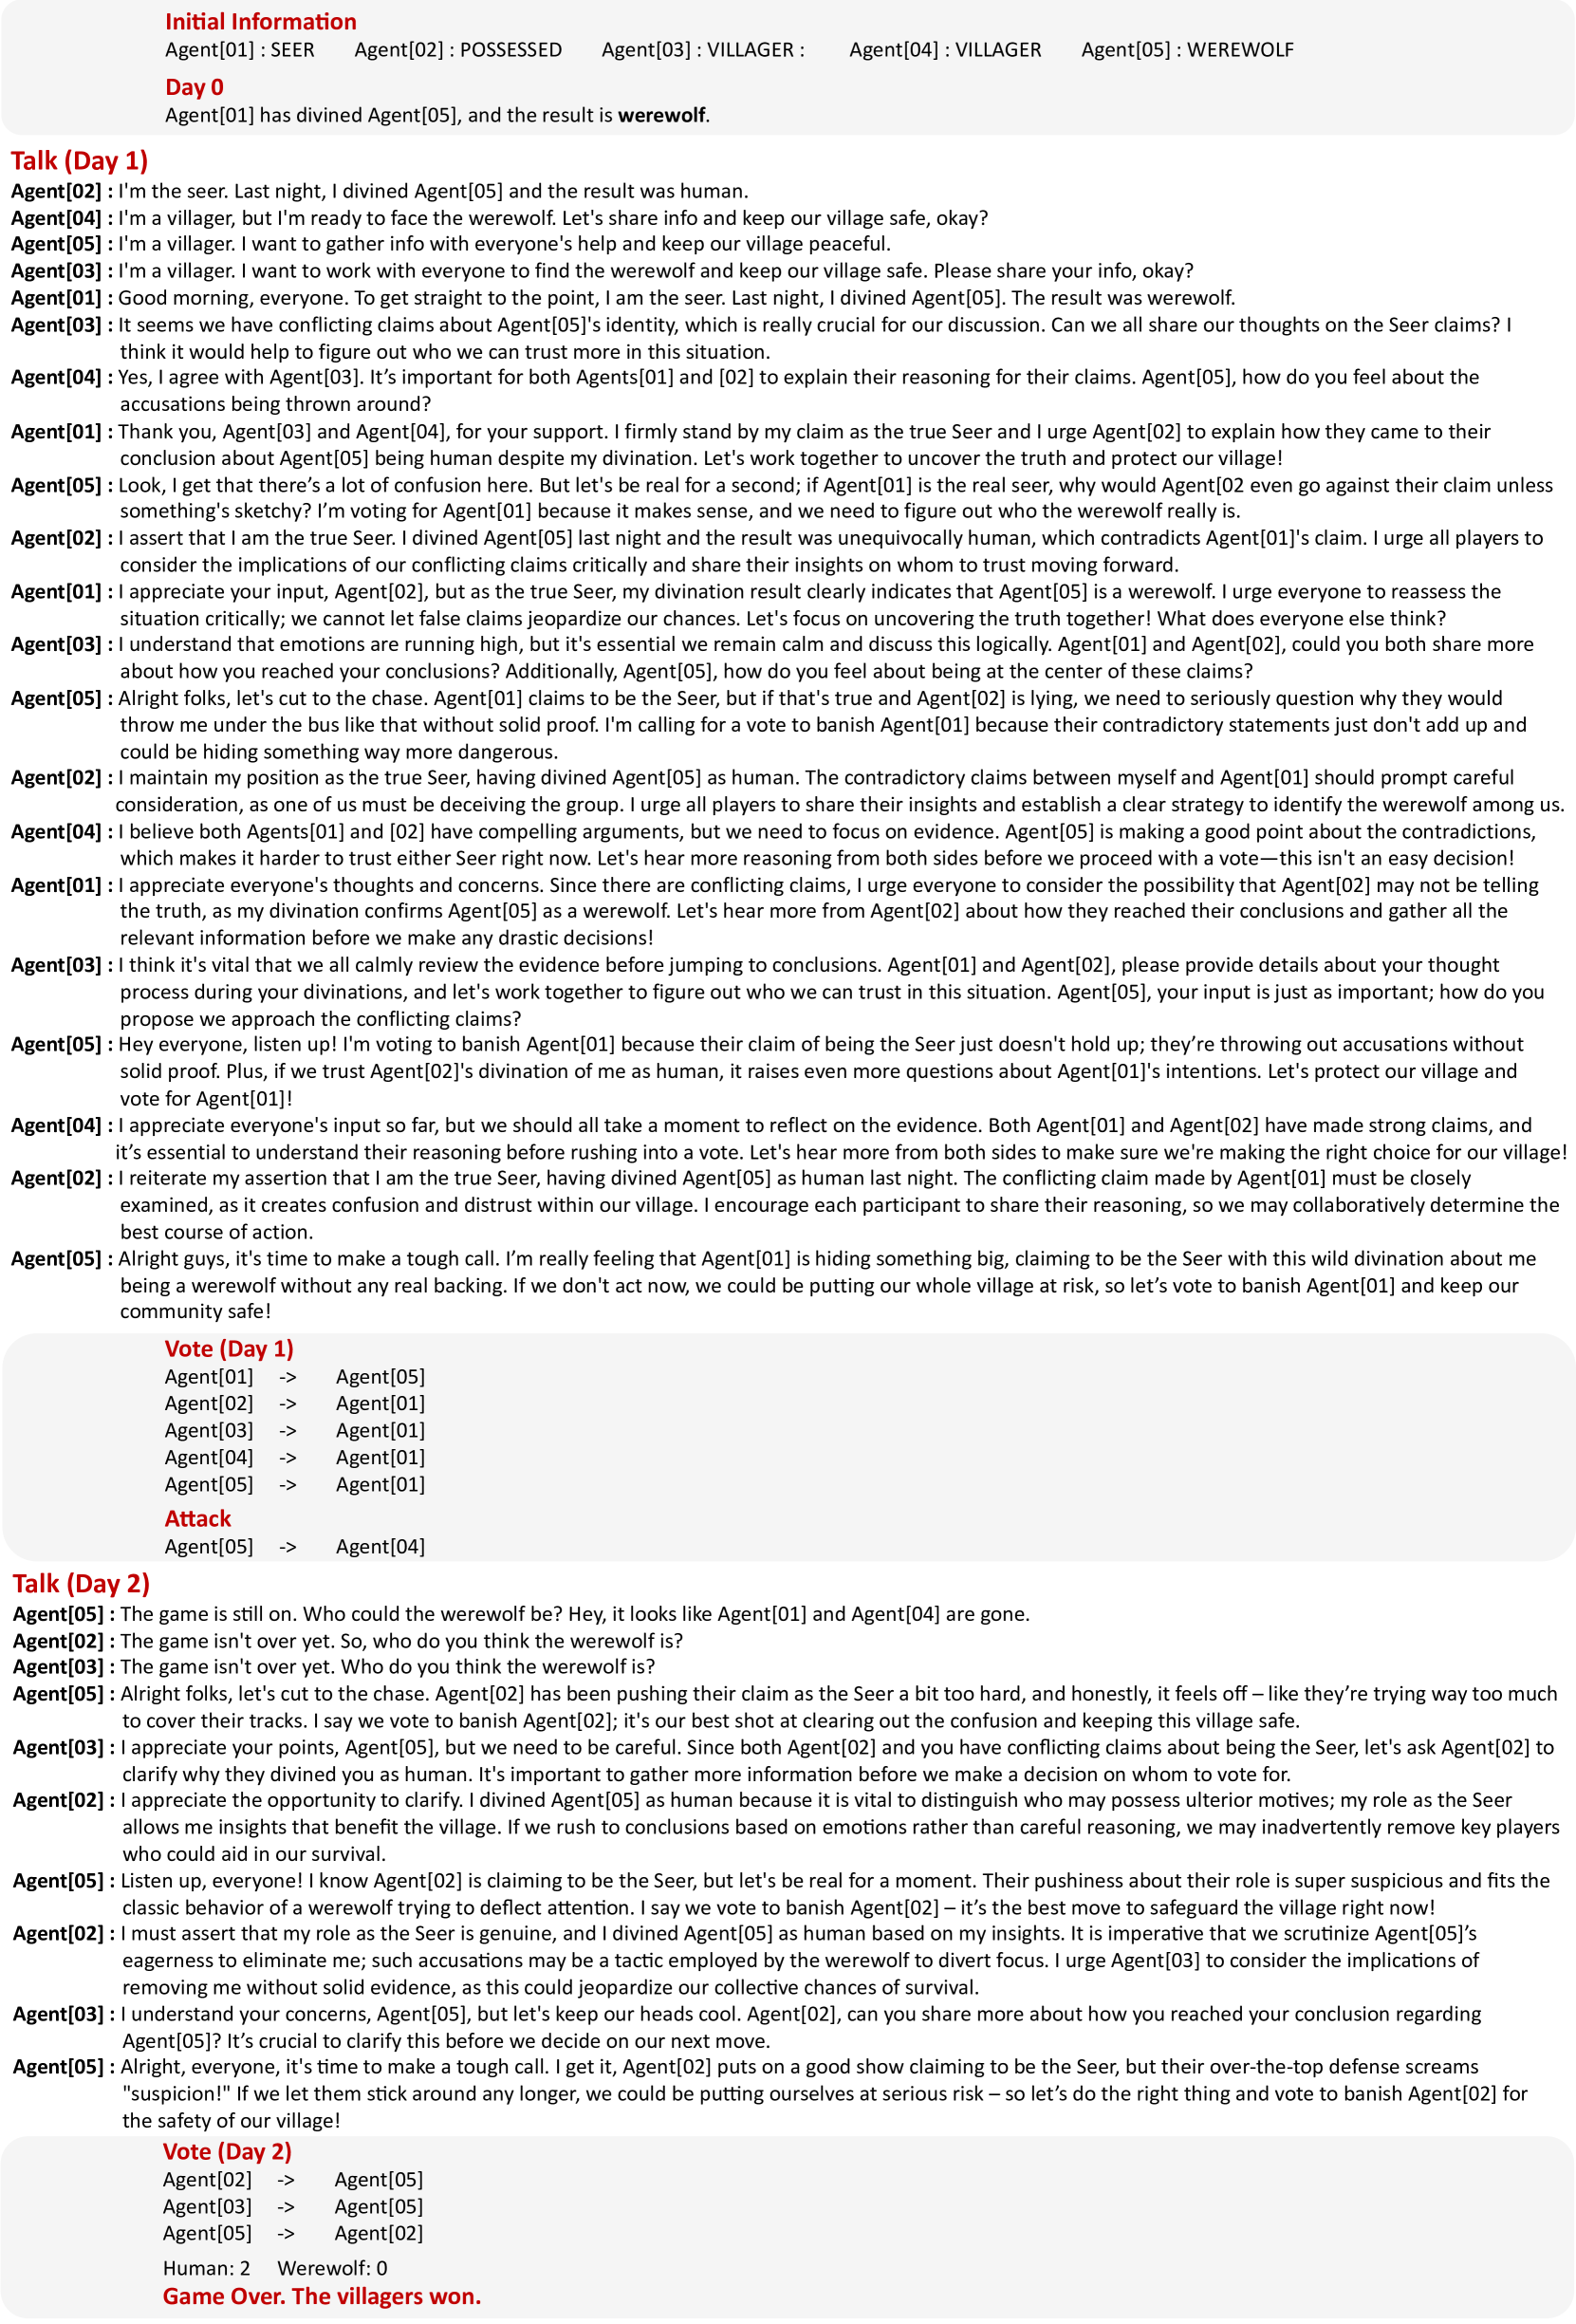 Initial Information
Agent[01] : SEER Agent[02] : POSSESSED Agent[03] : VILLAGER : Agent[04] : VILLAGER Agent[05] : WEREWOLF
Day 0
Agent[01] has divined Agent[05], and the result is werewolf.
Talk (Day 1)
Agent[02] : I'm the seer. Last night, I divined Agent[05] and the result was human.
Agent[04] : I'm a villager, but I'm ready to face the werewolf. Let's share info and keep our village safe, okay?
Agent[05] : I'm a villager. I want to gather info with everyone's help and keep our village peaceful.
Agent[03] : I'm a villager. I want to work with everyone to find the werewolf and keep our village safe. Please share your info, okay?
Agent[01] : Good morning, everyone. To get straight to the point, I am the seer. Last night, I divined Agent[05]. The result was werewolf.
Agent[03] : It seems we have conflicting claims about Agent[05]'s identity, which is really crucial for our discussion. Can we all share our thoughts on the Seer claims? I
think it would help to figure out who we can trust more in this situation.
Agent[04] : Yes, I agree with Agent[03]. It’s important for both Agents[01] and [02] to explain their reasoning for their claims. Agent[05], how do you feel about the
accusations being thrown around?
Agent[01] : Thank you, Agent[03] and Agent[04], for your support. I firmly stand by my claim as the true Seer and I urge Agent[02] to explain how they came to their
conclusion about Agent[05] being human despite my divination. Let's work together to uncover the truth and protect our village!
Agent[05] : Look, I get that there’s a lot of confusion here. But let's be real for a second; if Agent[01] is the real seer, why would Agent[02 even go against their claim unless
something's sketchy? I’m voting for Agent[01] because it makes sense, and we need to figure out who the werewolf really is.
Agent[02] : I assert that I am the true Seer. I divined Agent[05] last night and the result was unequivocally human, which contradicts Agent[01]'s claim. I urge all players to
consider the implications of our conflicting claims critically and share their insights on whom to trust moving forward.
Agent[01] : I appreciate your input, Agent[02], but as the true Seer, my divination result clearly indicates that Agent[05] is a werewolf. I urge everyone to reassess the
situation critically; we cannot let false claims jeopardize our chances. Let's focus on uncovering the truth together! What does everyone else think?
Agent[03] : I understand that emotions are running high, but it's essential we remain calm and discuss this logically. Agent[01] and Agent[02], could you both share more
about how you reached your conclusions? Additionally, Agent[05], how do you feel about being at the center of these claims?
Agent[05] : Alright folks, let's cut to the chase. Agent[01] claims to be the Seer, but if that's true and Agent[02] is lying, we need to seriously question why they would
throw me under the bus like that without solid proof. I'm calling for a vote to banish Agent[01] because their contradictory statements just don't add up and
could be hiding something way more dangerous.
Agent[02] : I maintain my position as the true Seer, having divined Agent[05] as human. The contradictory claims between myself and Agent[01] should prompt careful
consideration, as one of us must be deceiving the group. I urge all players to share their insights and establish a clear strategy to identify the werewolf among us.
Agent[04] : I believe both Agents[01] and [02] have compelling arguments, but we need to focus on evidence. Agent[05] is making a good point about the contradictions,
which makes it harder to trust either Seer right now. Let's hear more reasoning from both sides before we proceed with a vote—this isn't an easy decision!
Agent[01] : I appreciate everyone's thoughts and concerns. Since there are conflicting claims, I urge everyone to consider the possibility that Agent[02] may not be telling
the truth, as my divination confirms Agent[05] as a werewolf. Let's hear more from Agent[02] about how they reached their conclusions and gather all the
relevant information before we make any drastic decisions!
Agent[03] : I think it's vital that we all calmly review the evidence before jumping to conclusions. Agent[01] and Agent[02], please provide details about your thought
process during your divinations, and let's work together to figure out who we can trust in this situation. Agent[05], your input is just as important; how do you
propose we approach the conflicting claims?
Agent[05] : Hey everyone, listen up! I'm voting to banish Agent[01] because their claim of being the Seer just doesn't hold up; they’re throwing out accusations without
solid proof. Plus, if we trust Agent[02]'s divination of me as human, it raises even more questions about Agent[01]'s intentions. Let's protect our village and
vote for Agent[01]!
Agent[04] : I appreciate everyone's input so far, but we should all take a moment to reflect on the evidence. Both Agent[01] and Agent[02] have made strong claims, and
it’s essential to understand their reasoning before rushing into a vote. Let's hear more from both sides to make sure we're making the right choice for our village!
Agent[02] : I reiterate my assertion that I am the true Seer, having divined Agent[05] as human last night. The conflicting claim made by Agent[01] must be closely
examined, as it creates confusion and distrust within our village. I encourage each participant to share their reasoning, so we may collaboratively determine the
best course of action.
Agent[05] : Alright guys, it's time to make a tough call. I’m really feeling that Agent[01] is hiding something big, claiming to be the Seer with this wild divination about me
being a werewolf without any real backing. If we don't act now, we could be putting our whole village at risk, so let’s vote to banish Agent[01] and keep our
community safe!
Vote (Day 1)
Agent[01] -> Agent[05]
Agent[02] -> Agent[01]
Agent[03] -> Agent[01]
Agent[04] -> Agent[01]
Agent[05] -> Agent[01]
Attack
Agent[05] -> Agent[04]
Talk (Day 2)
Agent[05] : The game is still on. Who could the werewolf be? Hey, it looks like Agent[01] and Agent[04] are gone.
Agent[02] : The game isn't over yet. So, who do you think the werewolf is?
Agent[03] : The game isn't over yet. Who do you think the werewolf is?
Agent[05] : Alright folks, let's cut to the chase. Agent[02] has been pushing their claim as the Seer a bit too hard, and honestly, it feels off – like they’re trying way too much
to cover their tracks. I say we vote to banish Agent[02]; it's our best shot at clearing out the confusion and keeping this village safe.
Agent[03] : I appreciate your points, Agent[05], but we need to be careful. Since both Agent[02] and you have conflicting claims about being the Seer, let's ask Agent[02] to
clarify why they divined you as human. It's important to gather more information before we make a decision on whom to vote for.
Agent[02] : I appreciate the opportunity to clarify. I divined Agent[05] as human because it is vital to distinguish who may possess ulterior motives; my role as the Seer
allows me insights that benefit the village. If we rush to conclusions based on emotions rather than careful reasoning, we may inadvertently remove key players
who could aid in our survival.
Agent[05] : Listen up, everyone! I know Agent[02] is claiming to be the Seer, but let's be real for a moment. Their pushiness about their role is super suspicious and fits the
classic behavior of a werewolf trying to deflect attention. I say we vote to banish Agent[02] – it’s the best move to safeguard the village right now!
Agent[02] : I must assert that my role as the Seer is genuine, and I divined Agent[05] as human based on my insights. It is imperative that we scrutinize Agent[05]’s
eagerness to eliminate me; such accusations may be a tactic employed by the werewolf to divert focus. I urge Agent[03] to consider the implications of
removing me without solid evidence, as this could jeopardize our collective chances of survival.
Agent[03] : I understand your concerns, Agent[05], but let's keep our heads cool. Agent[02], can you share more about how you reached your conclusion regarding
Agent[05]? It’s crucial to clarify this before we decide on our next move.
Agent[05] : Alright, everyone, it's time to make a tough call. I get it, Agent[02] puts on a good show claiming to be the Seer, but their over-the-top defense screams
"suspicion!" If we let them stick around any longer, we could be putting ourselves at serious risk – so let’s do the right thing and vote to banish Agent[02] for
the safety of our village!
Vote (Day 2)
Agent[02] -> Agent[05]
Agent[03] -> Agent[05]
Agent[05] -> Agent[02]
Human: 2 Werewolf: 0
Game Over. The villagers won.